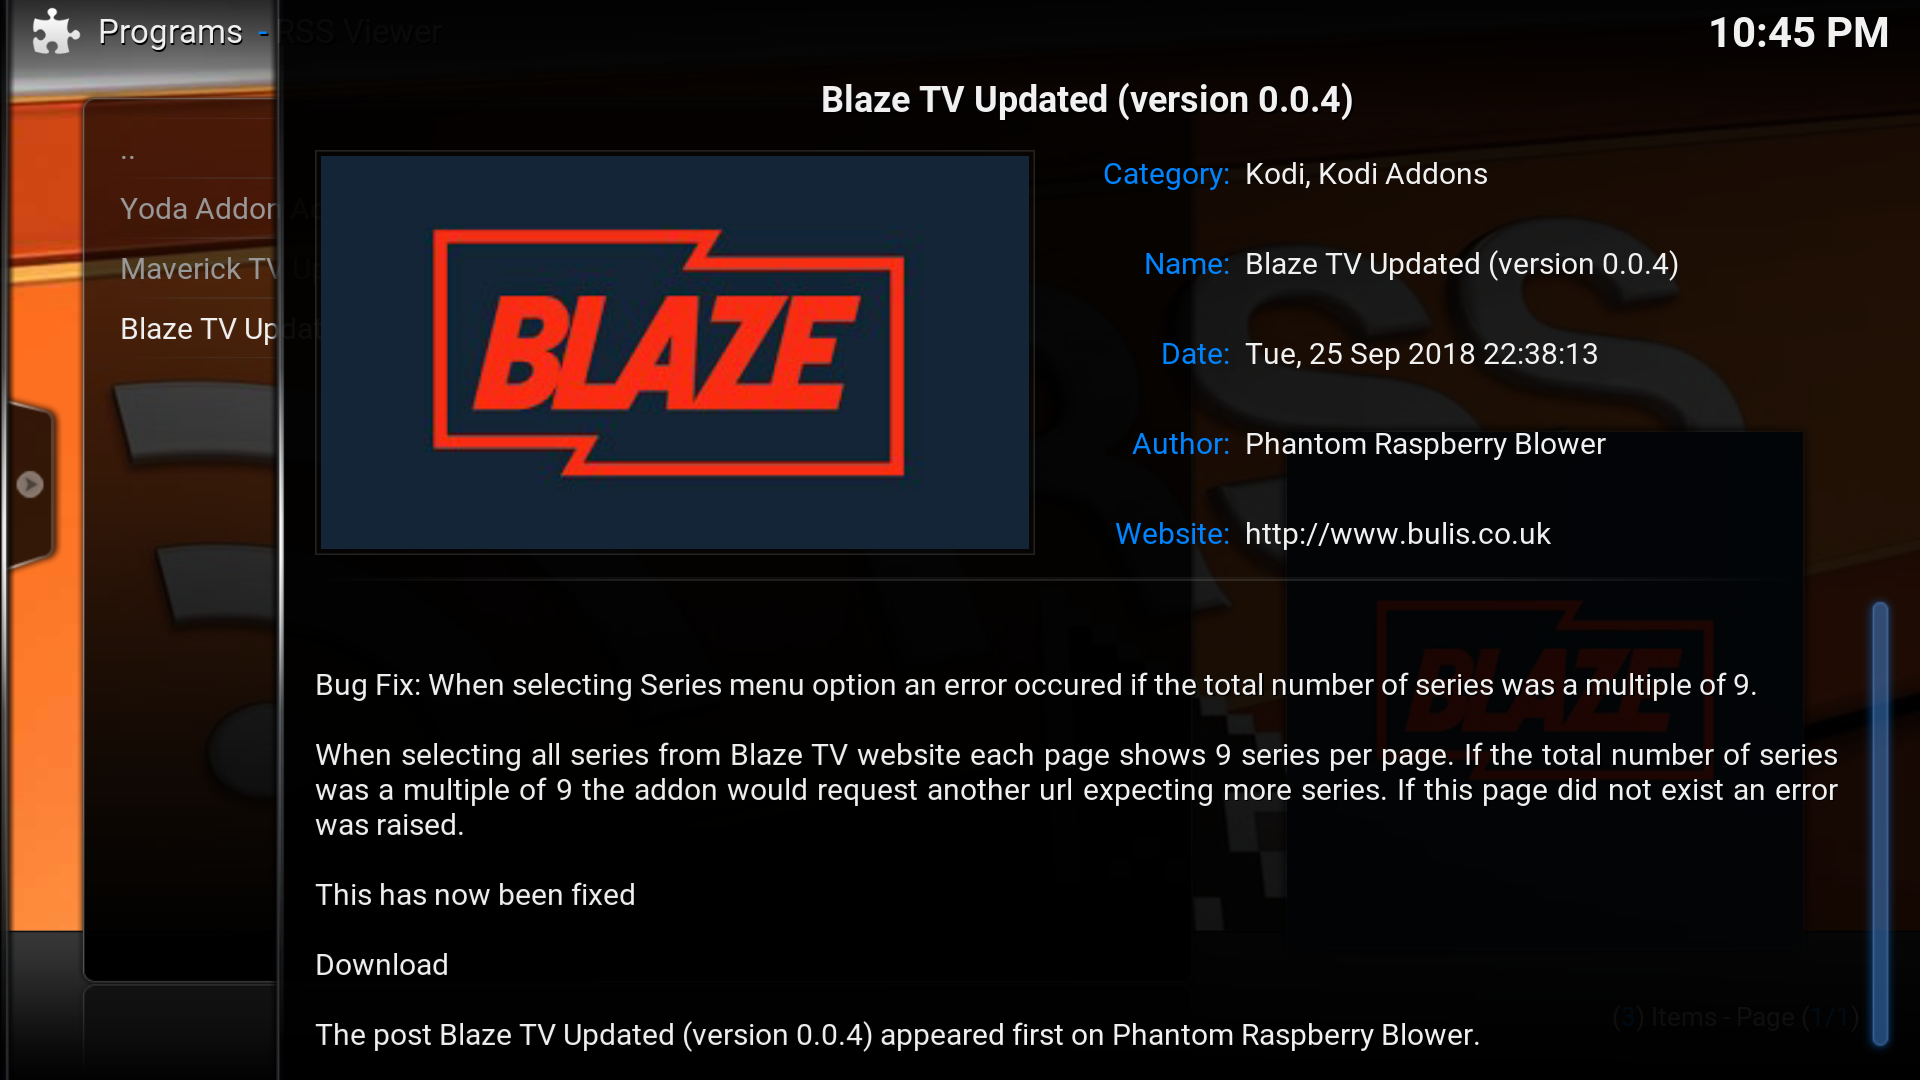 Programs - RSS Viewer
10:45 PM
Blaze TV Updated (version 0.0.4)
..
Yoda Addon Ad
Maverick TV Up
Blaze TV Updat
BLAZE
Category: Kodi, Kodi Addons
Name: Blaze TV Updated (version 0.0.4)
Date: Tue, 25 Sep 2018 22:38:13
Author: Phantom Raspberry Blower
Website: http://www.bulis.co.uk
BLAZE
Bug Fix: When selecting Series menu option an error occured if the total number of series was a multiple of 9.
When selecting all series from Blaze TV website each page shows 9 series per page. If the total number of series
was a multiple of 9 the addon would request another url expecting more series. If this page did not exist an error
was raised.
This has now been fixed
Download
(3) Items - Page (1/1)
The post Blaze TV Updated (version 0.0.4) appeared first on Phantom Raspberry Blower.